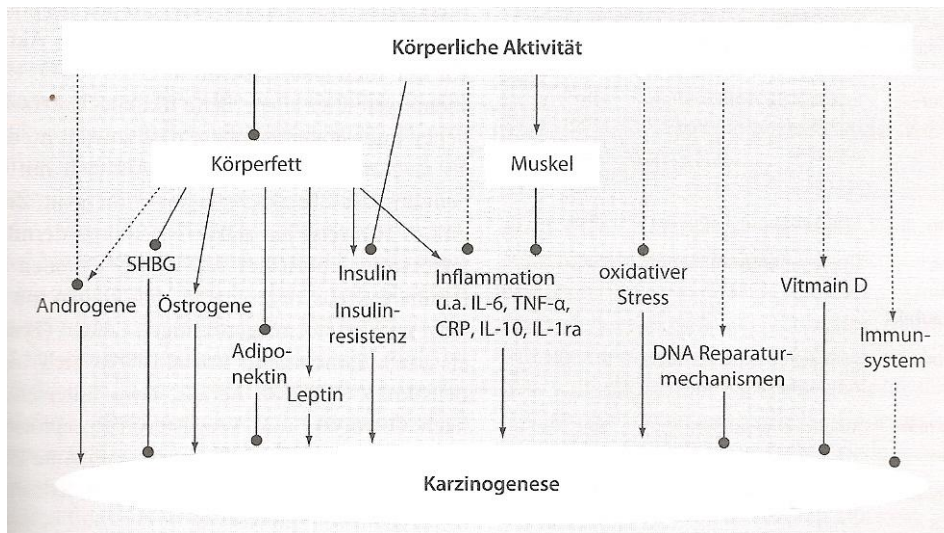 Körperliche Aktivität
Körperfett
Muskel
SHBG
Androgene
Östrogene
Adipo-
nektin
Leptin
Insulin
Insulin-
resistenz
Inflammation
u.a. IL-6, TNF-α,
CRP, IL-10, IL-1ra
oxidativer
Stress
DNA Reparatur-
mechanismen
Vitmain D
Immun-
system
Karzinogenese